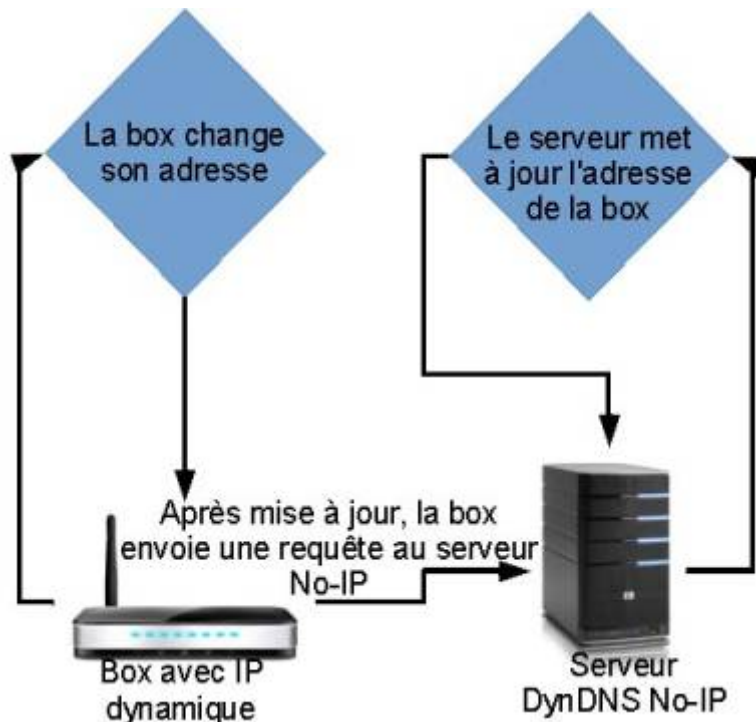 La box change
son adresse
Le serveur met
à jour l'adresse
de la box
Après mise à jour, la box
envoie une requête au serveur
No-IP
Box avec IP
dynamique
Serveur
DynDNS No-IP